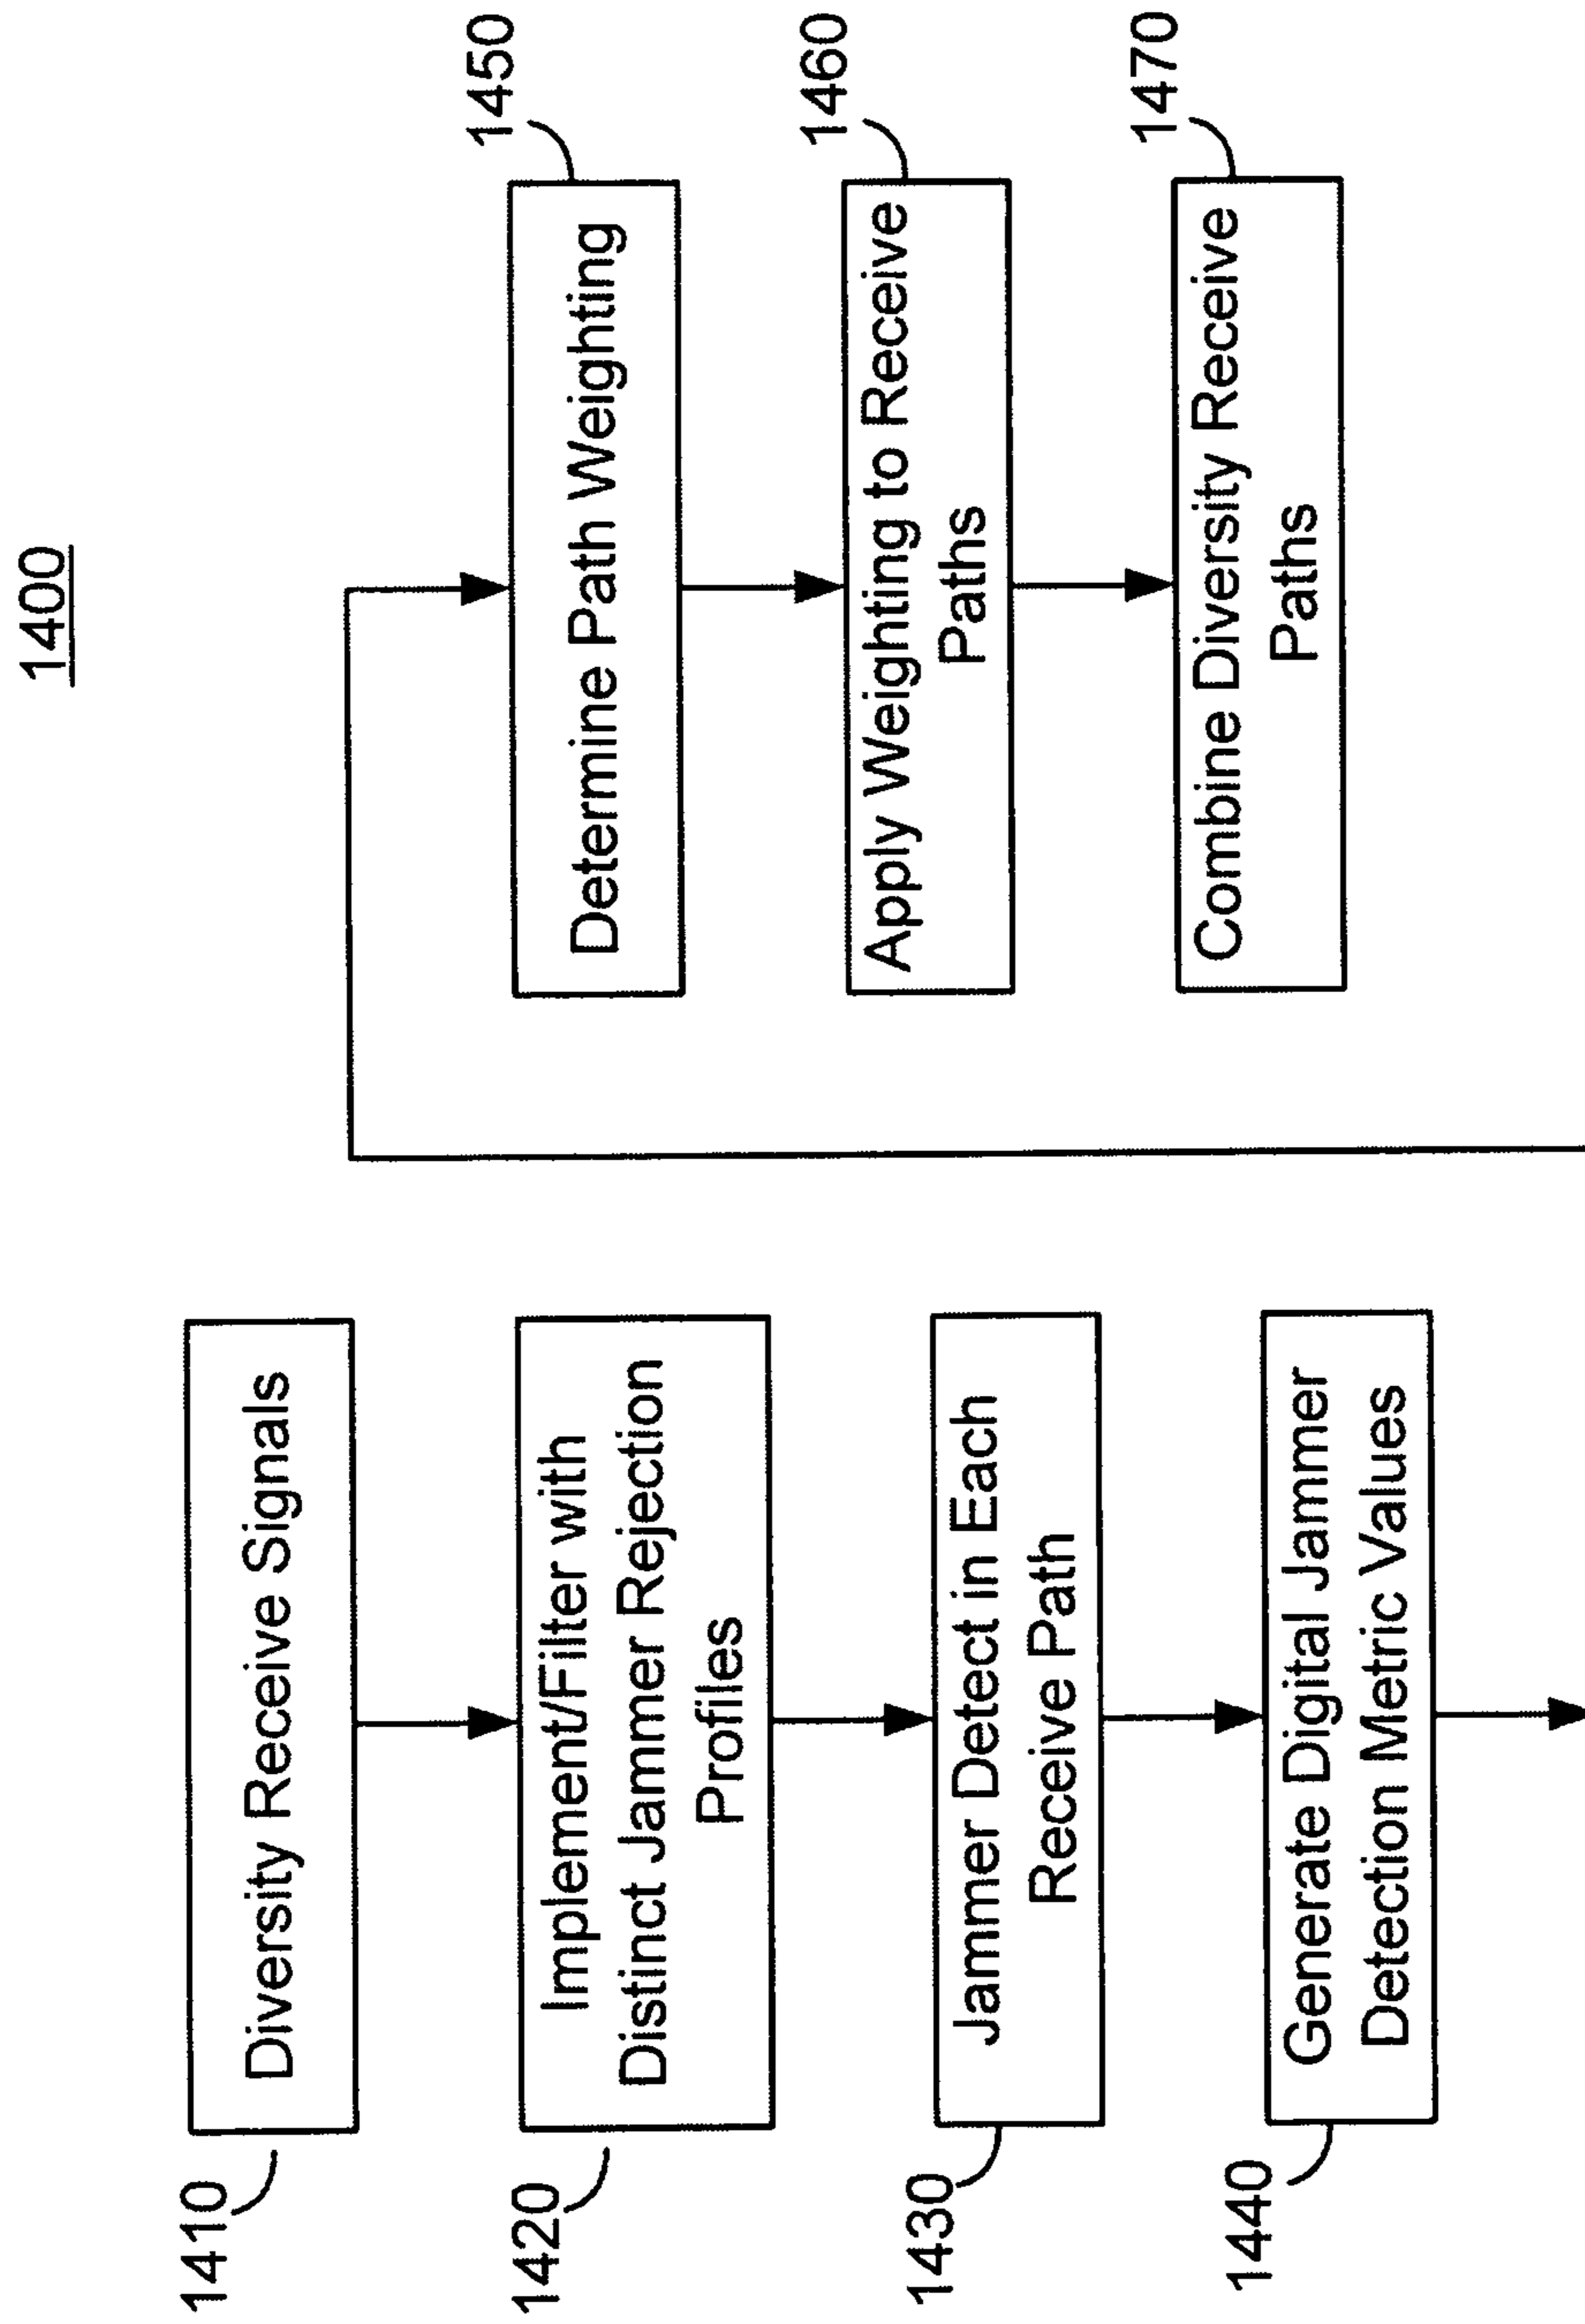 1400
1410
Diversity Receive Signals
1420
Implement/Filter with
Distinct Jammer Rejection
Profiles
1430
Jammer Detect in Each
Receive Path
1440
Generate Digital Jammer
Detection Metric Values
1450
Determine Path Weighting
1460
Apply Weighting to Receive
Paths
1470
Combine Diversity Receive
Paths